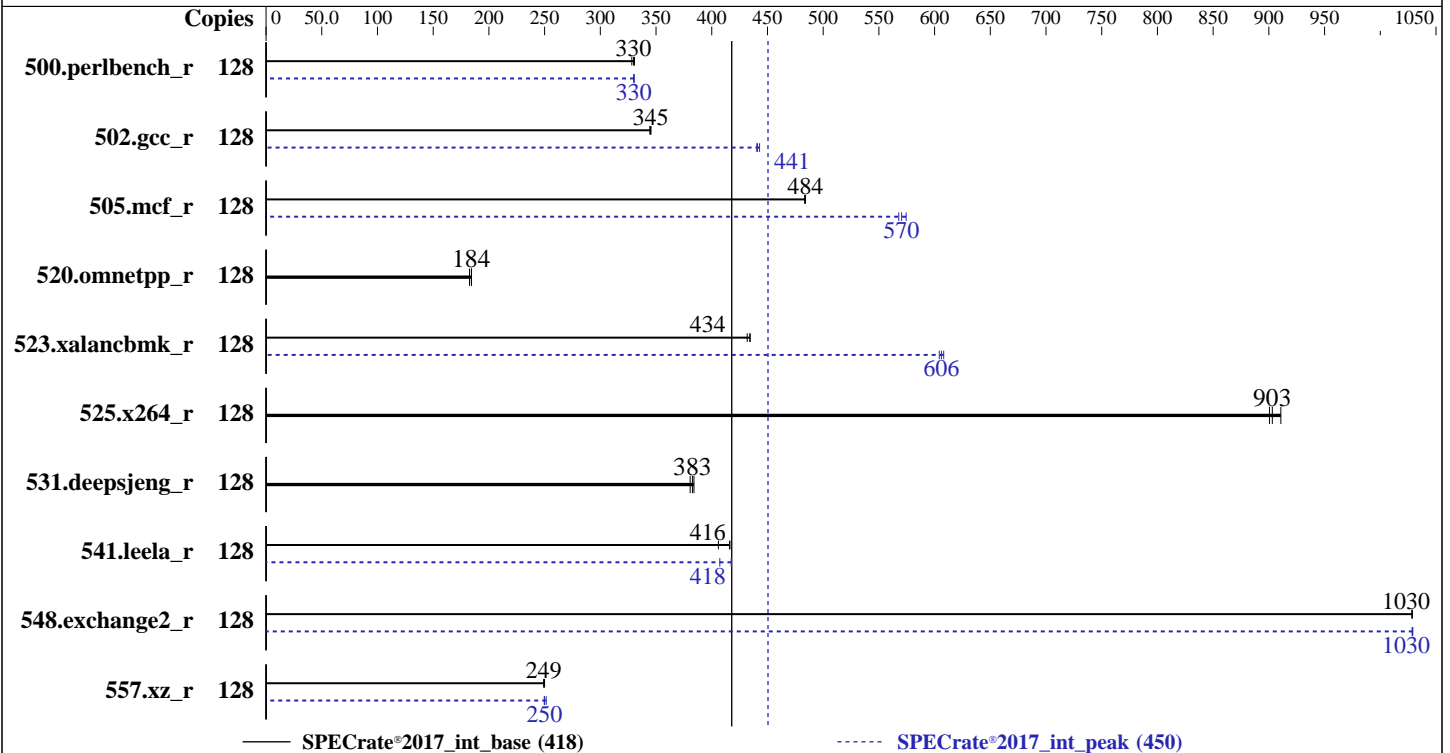 Copies 0 50.0 100 150 200 250 300 350 400 450 500 550 600 650 700 750 800 850 900 950 1050
330
500.perlbench_r 128
330
345
502.gcc_r 128
441
484
505.mcf_r 128
570
184
520.omnetpp_r 128
434
523.xalancbmk_r 128
606
903
525.x264_r 128
383
531.deepsjeng_r 128
416
541.leela_r 128
418
1030
548.exchange2_r 128
1030
249
557.xz_r 128
250
SPECrate®2017_int_base (418) SPECrate®2017_int_peak (450)